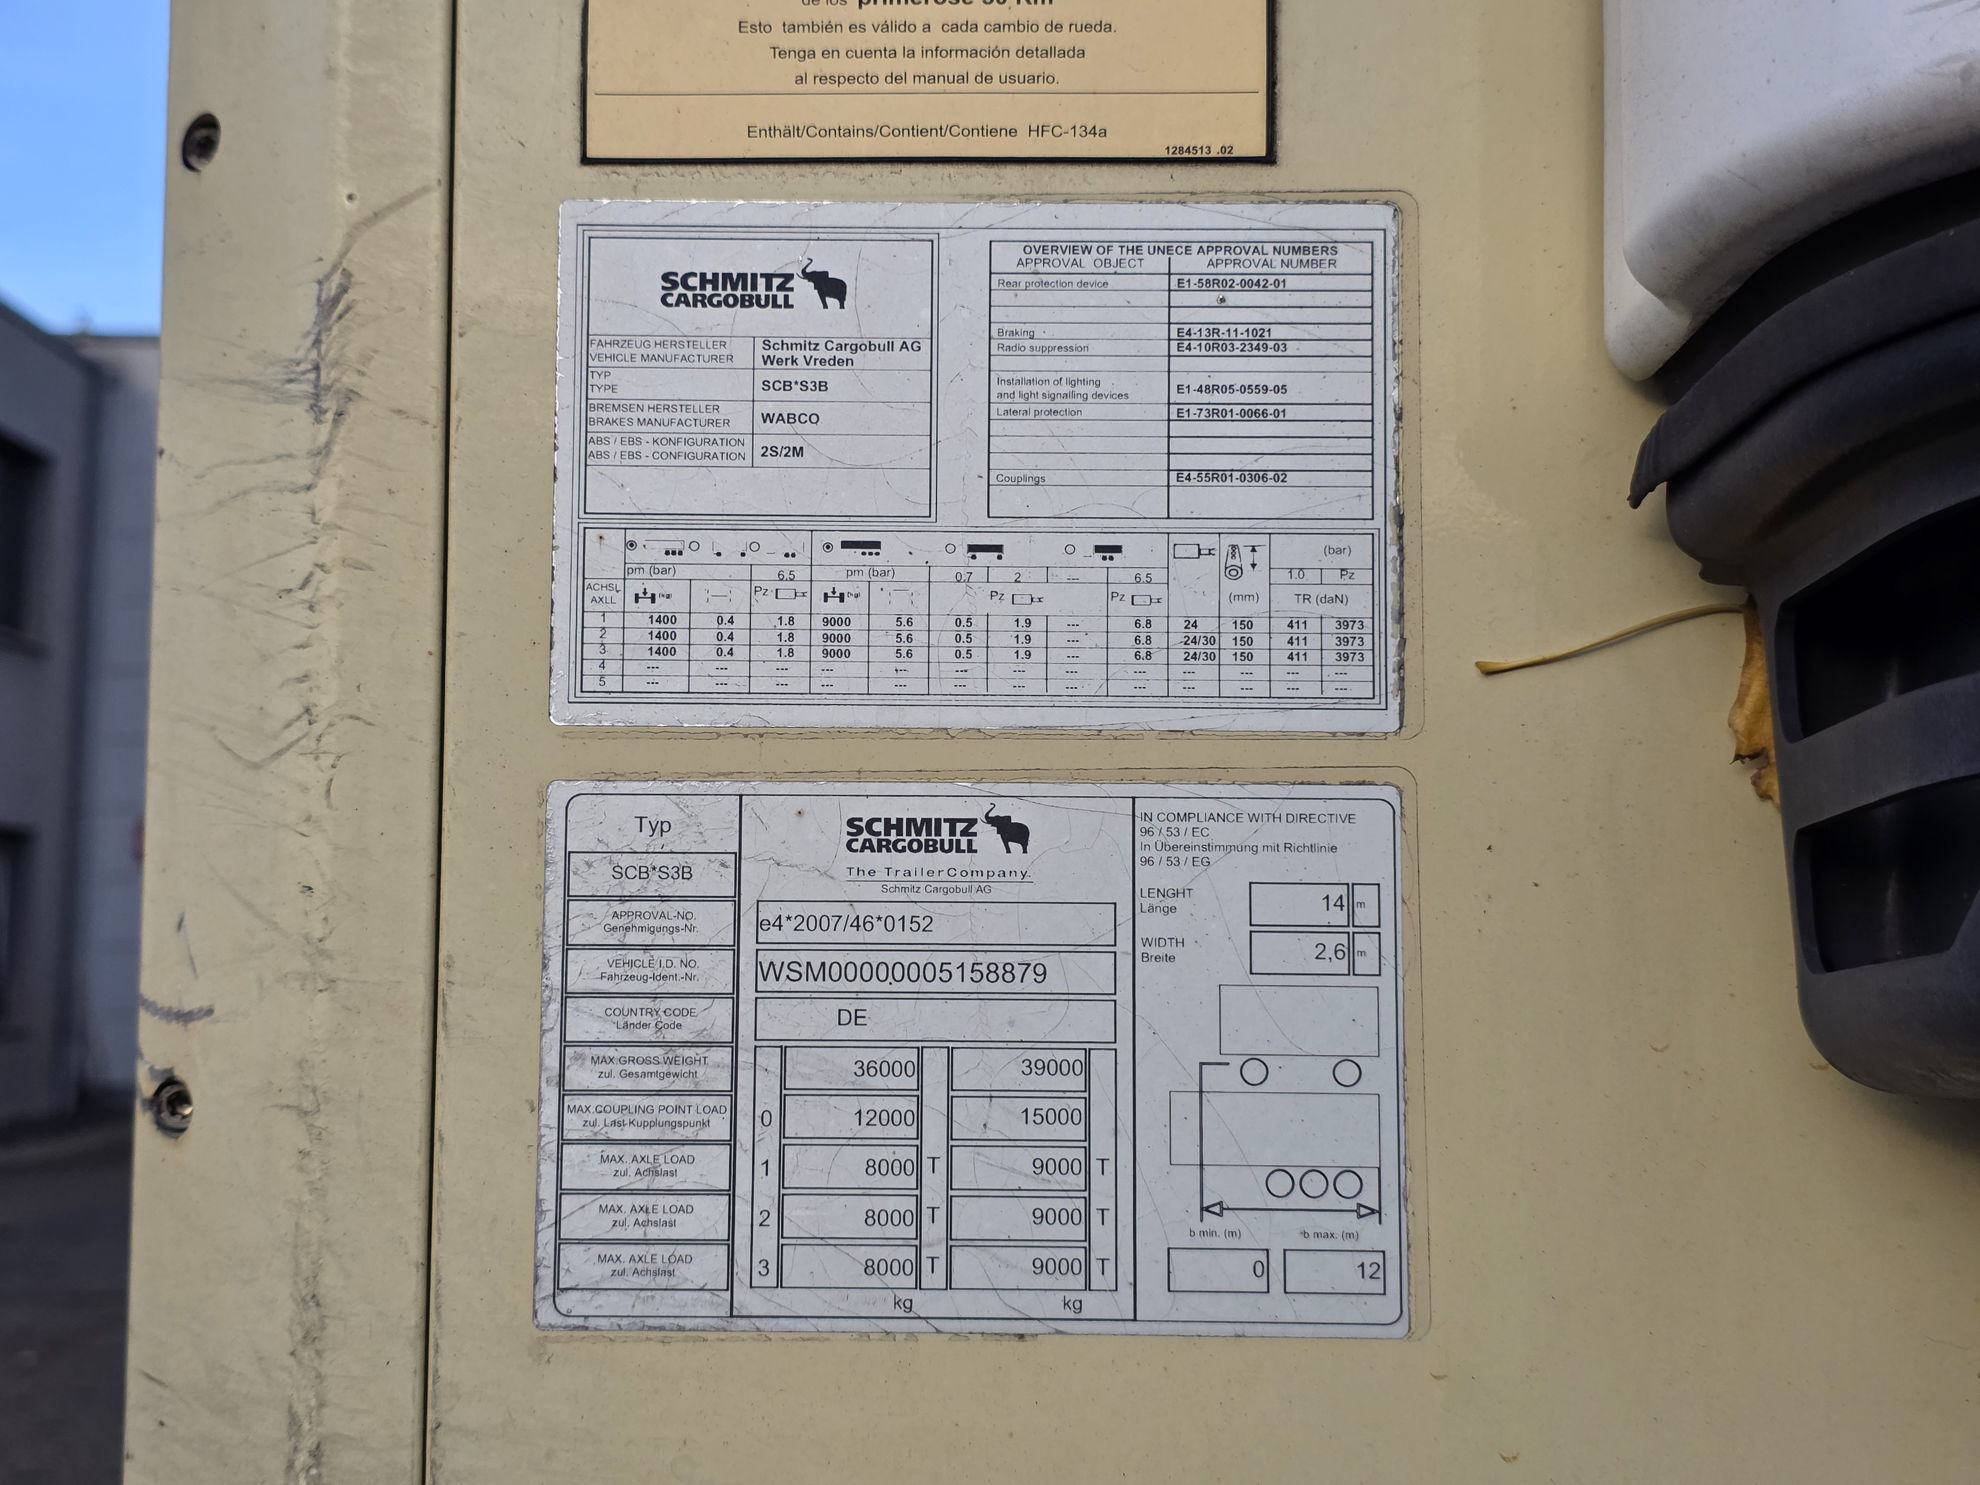 de los primeros 50 Km
Esto también es válido a cada cambio de rueda.
Tenga en cuenta la información detallada
al respecto del manual de usuario.
Enthält/Contains/Contient/Contiene HFC-134a
1284513 .02
SCHMITZ
CARGOBULL
FAHRZEUG HERSTELLER
VEHICLE MANUFACTURER
Schmitz Cargobull AG
Werk Vreden
TYP
TYPE
SCB*S3B
BREMSEN HERSTELLER
BRAKES MANUFACTURER
WABCO
ABS / EBS - KONFIGURATION
ABS / EBS - CONFIGURATION
2S/2M
OVERVIEW OF THE UNECE APPROVAL NUMBERS
APPROVAL OBJECT APPROVAL NUMBER
Rear protection device E1-58R02-0042-01
Braking E4-13R-11-1021
Radio suppression E4-10R03-2349-03
Installation of lighting
and light signalling devices E1-48R05-0559-05
Lateral protection E1-73R01-0066-01
Couplings E4-55R01-0306-02
(bar)
pm (bar) 6.5 pm (bar) 0.7 2 --- 6.5 1.0 Pz
ACHSL
AXLL
(kg) Pz (kg) Pz Pz (mm) TR (daN)
1 1400 0.4 1.8 9000 5.6 0.5 1.9 --- 6.8 24 150 411 3973
2 1400 0.4 1.8 9000 5.6 0.5 1.9 --- 6.8 24/30 150 411 3973
3 1400 0.4 1.8 9000 5.6 0.5 1.9 --- 6.8 24/30 150 411 3973
4 --- --- --- --- --- --- --- --- --- --- --- --- ---
5 --- --- --- --- --- --- --- --- --- --- --- --- ---
Typ
SCB*S3B
SCHMITZ
CARGOBULL
The TrailerCompany.
Schmitz Cargobull AG
APPROVAL-NO.
Genehmigungs-Nr.
e4*2007/46*0152
VEHICLE I.D. NO.
Fahrzeug-Ident.-Nr.
WSM00000005158879
COUNTRY CODE
Länder Code
DE
MAX.GROSS WEIGHT
zul. Gesamtgewicht
36000 39000
MAX.COUPLING POINT LOAD
zul. Last Kupplungspunkt
0 12000 15000
MAX. AXLE LOAD
zul. Achslast
1 8000 T 9000 T
MAX. AXLE LOAD
zul. Achslast
2 8000 T 9000 T
MAX. AXLE LOAD
zul. Achslast
3 8000 T 9000 T
kg kg
IN COMPLIANCE WITH DIRECTIVE
96 / 53 / EC
In Übereinstimmung mit Richtlinie
96 / 53 / EG
LENGHT
Länge
14 m
WIDTH
Breite
2,6 m
b min. (m) b max. (m)
0 12